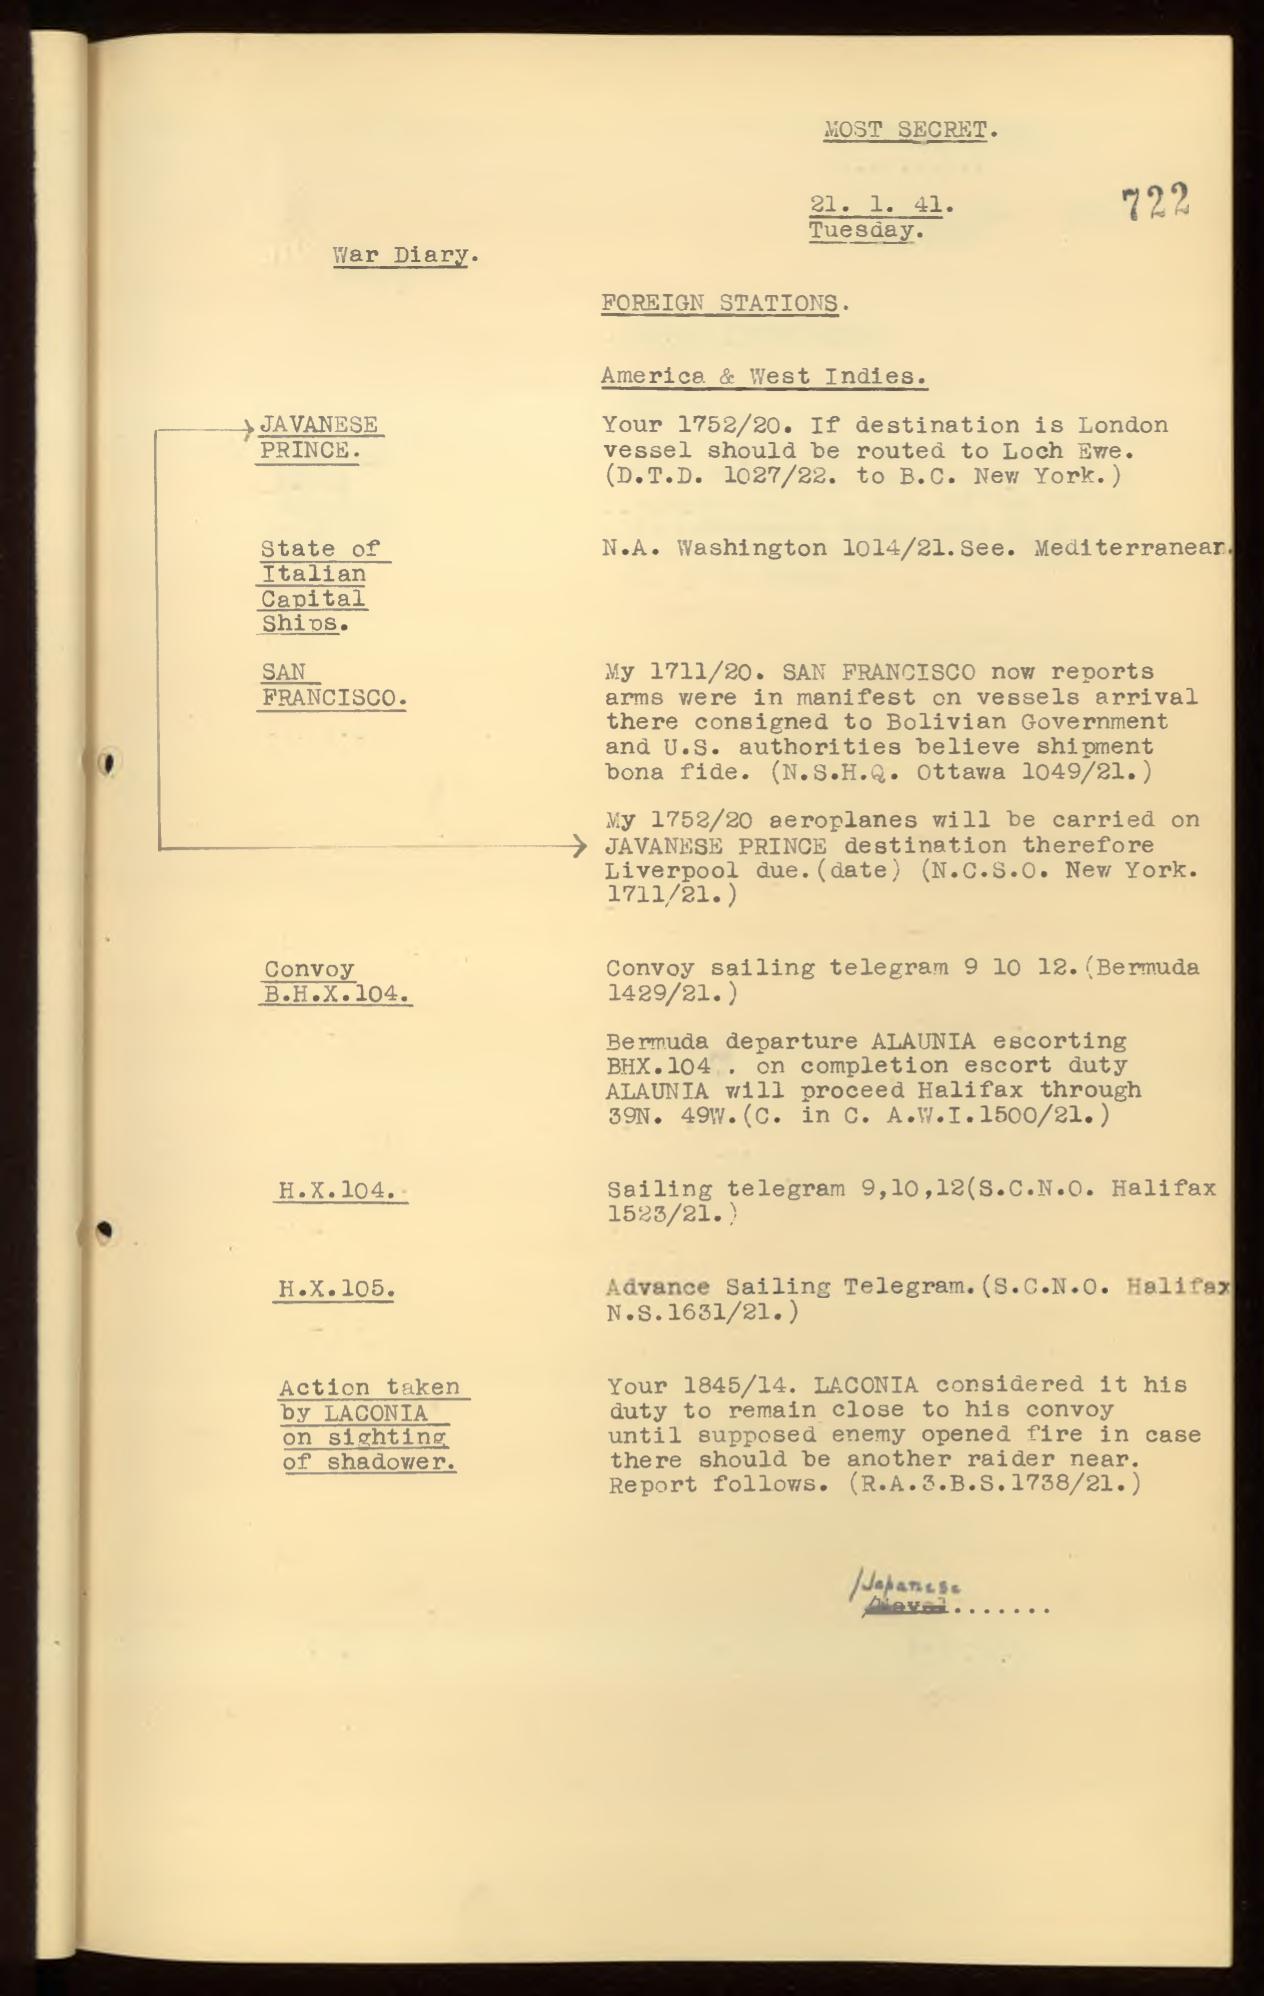 MOST SECRET.
21. 1. 41.
722
Tuesday.
War Diary.
FOREIGN STATIONS.
America & West Indies.
JAVANESE
PRINCE.
Your 1752/20. If destination is London
vessel should be routed to Loch Ewe.
(D.T.D. 1027/22. to B.C. New York.)
State of
Italian
Capital
Ships.
N.A. Washington 1014/21. See. Mediterranean.
SAN
FRANCISCO.
My 1711/20. SAN FRANCISCO now reports
arms were in manifest on vessels arrival
there consigned to Bolivian Government
and U.S. authorities believe shipment
bona fide. (N.S.H.Q. Ottawa 1049/21.)
My 1752/20 aeroplanes will be carried on
JAVANESE PRINCE destination therefore
Liverpool due.(date) (N.C.S.O. New York.
1711/21.)
Convoy
B.H.X.104.
Convoy sailing telegram 9 10 12.(Bermuda
1429/21.)
Bermuda departure ALAUNIA escorting
BHX.104 . on completion escort duty
ALAUNIA will proceed Halifax through
39N. 49W.(C. in C. A.W.I.1500/21.)
H.X.104.
Sailing telegram 9,10,12(S.C.N.O. Halifax
1523/21.)
H.X.105.
Advance Sailing Telegram.(S.C.N.O. Halifax
N.S.1631/21.)
Action taken
by LACONIA
on sighting
of shadower.
Your 1845/14. LACONIA considered it his
duty to remain close to his convoy
until supposed enemy opened fire in case
there should be another raider near.
Report follows. (R.A.3.B.S.1738/21.)
/Japanese
.......